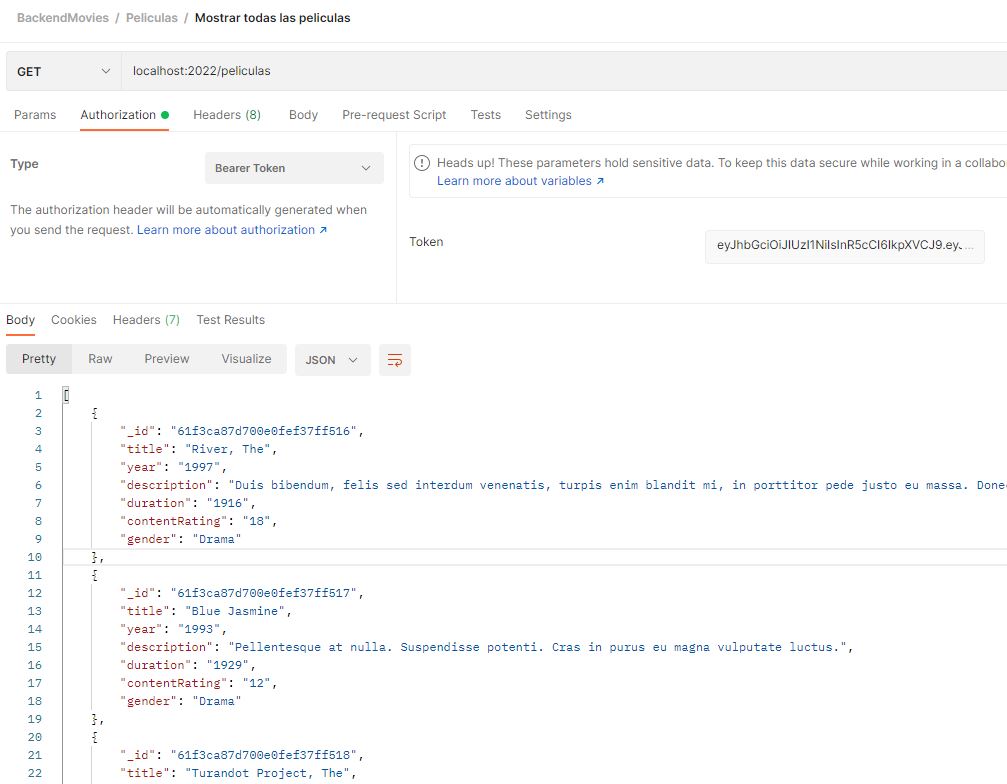 BackendMovies / Peliculas / Mostrar todas las peliculas
GET localhost:2022/peliculas
Params Authorization Headers (8) Body Pre-request Script Tests Settings
Type Bearer Token
The authorization header will be automatically generated when
you send the request. Learn more about authorization ↗
Heads up! These parameters hold sensitive data. To keep this data secure while working in a collabo
Learn more about variables ↗
Token eyJhbGciOiJIUzI1NiIsInR5cCI6IkpXVCJ9.ey...
Body Cookies Headers (7) Test Results
Pretty Raw Preview Visualize JSON
1 [
2 {
3 "_id": "61f3ca87d700e0fef37ff516",
4 "title": "River, The",
5 "year": "1997",
6 "description": "Duis bibendum, felis sed interdum venenatis, turpis enim blandit mi, in porttitor pede justo eu massa. Done
7 "duration": "1916",
8 "contentRating": "18",
9 "gender": "Drama"
10 },
11 {
12 "_id": "61f3ca87d700e0fef37ff517",
13 "title": "Blue Jasmine",
14 "year": "1993",
15 "description": "Pellentesque at nulla. Suspendisse potenti. Cras in purus eu magna vulputate luctus.",
16 "duration": "1929",
17 "contentRating": "12",
18 "gender": "Drama"
19 },
20 {
21 "_id": "61f3ca87d700e0fef37ff518",
22 "title": "Turandot Project, The",